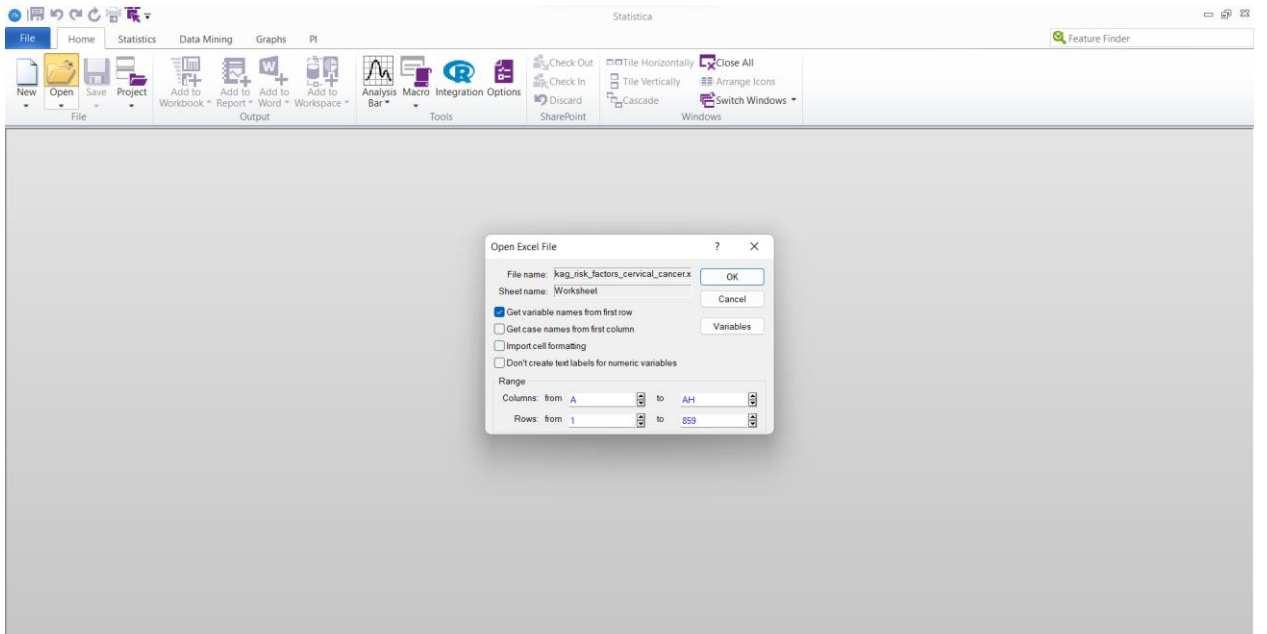 Statistica
File Home Statistics Data Mining Graphs PI
Feature Finder
New
Open
Save
Project
File
Add to Workbook
Add to Report
Add to Word
Add to Workspace
Output
Analysis Bar
Macro
Integration
Options
Tools
Check Out
Check In
Discard
SharePoint
Tile Horizontally
Tile Vertically
Cascade
Close All
Arrange Icons
Switch Windows
Windows
Open Excel File ? X
File name: kag_risk_factors_cervical_cancer.x OK
Sheet name: Worksheet Cancel
Get variable names from first row
Get case names from first column Variables
Import cell formatting
Don't create text labels for numeric variables
Range
Columns: from A to AH
Rows: from 1 to 859